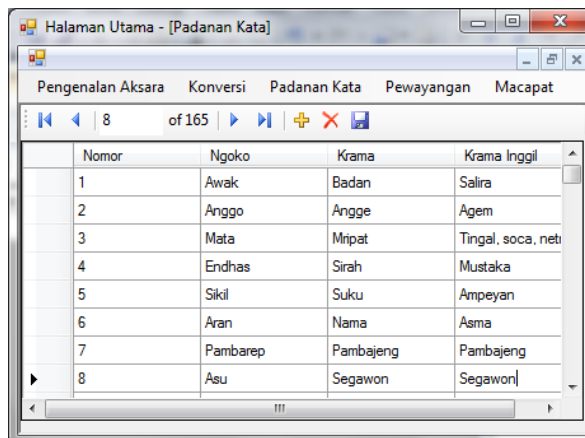 Halaman Utama - [Padanan Kata]
Pengenalan Aksara Konversi Padanan Kata Pewayangan Macapat
8 of 165
Nomor Ngoko Krama Krama Inggil
1 Awak Badan Salira
2 Anggo Angge Agem
3 Mata Mripat Tingal, soca, netr
4 Endhas Sirah Mustaka
5 Sikil Suku Ampeyan
6 Aran Nama Asma
7 Pambarep Pambajeng Pambajeng
8 Asu Segawon Segawon